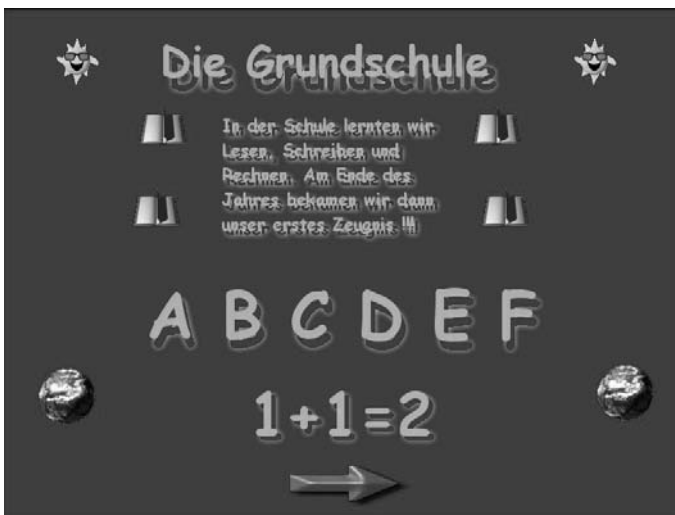 Die Grundschule
In der Schule lernten wir
Lesen, Schreiben und
Rechnen. Am Ende des
Jahres bekamen wir dann
unser erstes Zeugnis !!!
A B C D E F
1+1=2